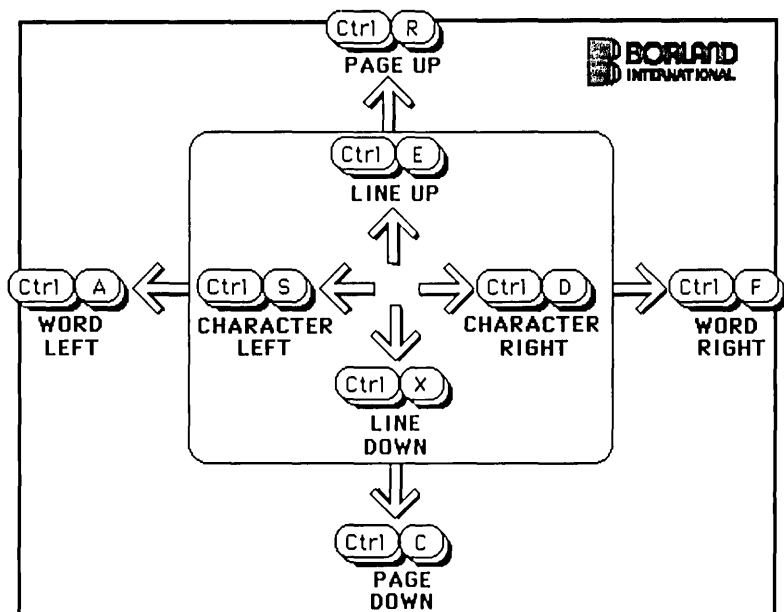 Ctrl R
PAGE UP
BORLAND
INTERNATIONAL
Ctrl E
LINE UP
Ctrl A
WORD
LEFT
Ctrl S
CHARACTER
LEFT
Ctrl D
CHARACTER
RIGHT
Ctrl F
WORD
RIGHT
Ctrl X
LINE
DOWN
Ctrl C
PAGE
DOWN